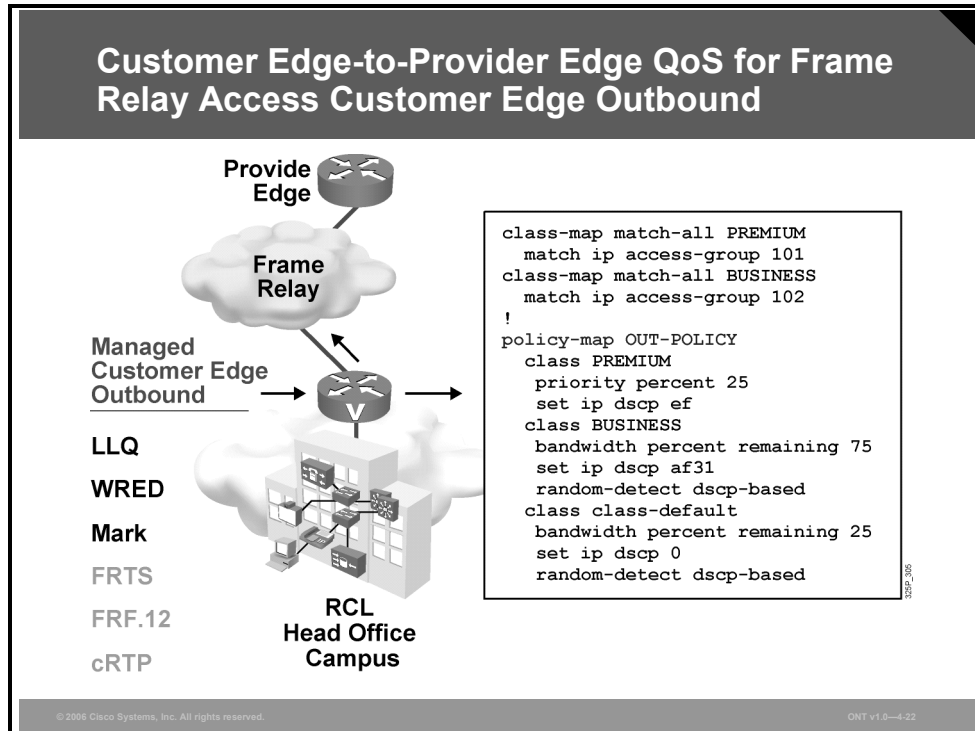 Customer Edge-to-Provider Edge QoS for Frame
Relay Access Customer Edge Outbound
Provide
Edge
Frame
Relay
Managed
Customer Edge
Outbound
LLQ
WRED
Mark
FRTS
FRF.12
cRTP
V
RCL
Head Office
Campus
class-map match-all PREMIUM
match ip access-group 101
class-map match-all BUSINESS
match ip access-group 102
!
policy-map OUT-POLICY
class PREMIUM
priority percent 25
set ip dscp ef
class BUSINESS
bandwidth percent remaining 75
set ip dscp af31
random-detect dscp-based
class class-default
bandwidth percent remaining 25
set ip dscp 0
random-detect dscp-based
325P_305
© 2006 Cisco Systems, Inc. All rights reserved.
ONT v1.0—4-22